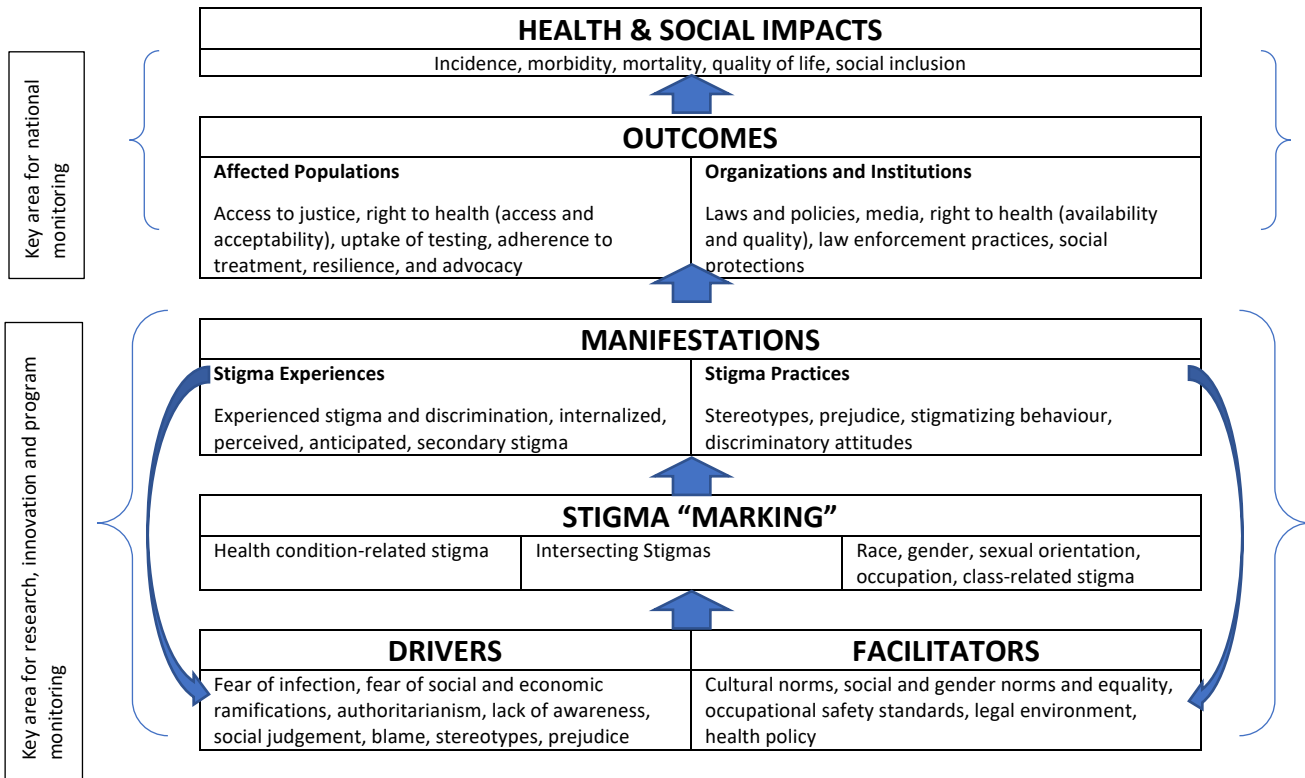 HEALTH & SOCIAL IMPACTS
Incidence, morbidity, mortality, quality of life, social inclusion
Key area for national
monitoring
OUTCOMES
Affected Populations
Access to justice, right to health (access and
acceptability), uptake of testing, adherence to
treatment, resilience, and advocacy
Organizations and Institutions
Laws and policies, media, right to health (availability
and quality), law enforcement practices, social
protections
Key area for research, innovation and program
monitoring
MANIFESTATIONS
Stigma Experiences
Experienced stigma and discrimination, internalized,
perceived, anticipated, secondary stigma
Stigma Practices
Stereotypes, prejudice, stigmatizing behaviour,
discriminatory attitudes
STIGMA “MARKING”
Health condition-related stigma
Intersecting Stigmas
Race, gender, sexual orientation,
occupation, class-related stigma
DRIVERS
Fear of infection, fear of social and economic
ramifications, authoritarianism, lack of awareness,
social judgement, blame, stereotypes, prejudice
FACILITATORS
Cultural norms, social and gender norms and equality,
occupational safety standards, legal environment,
health policy